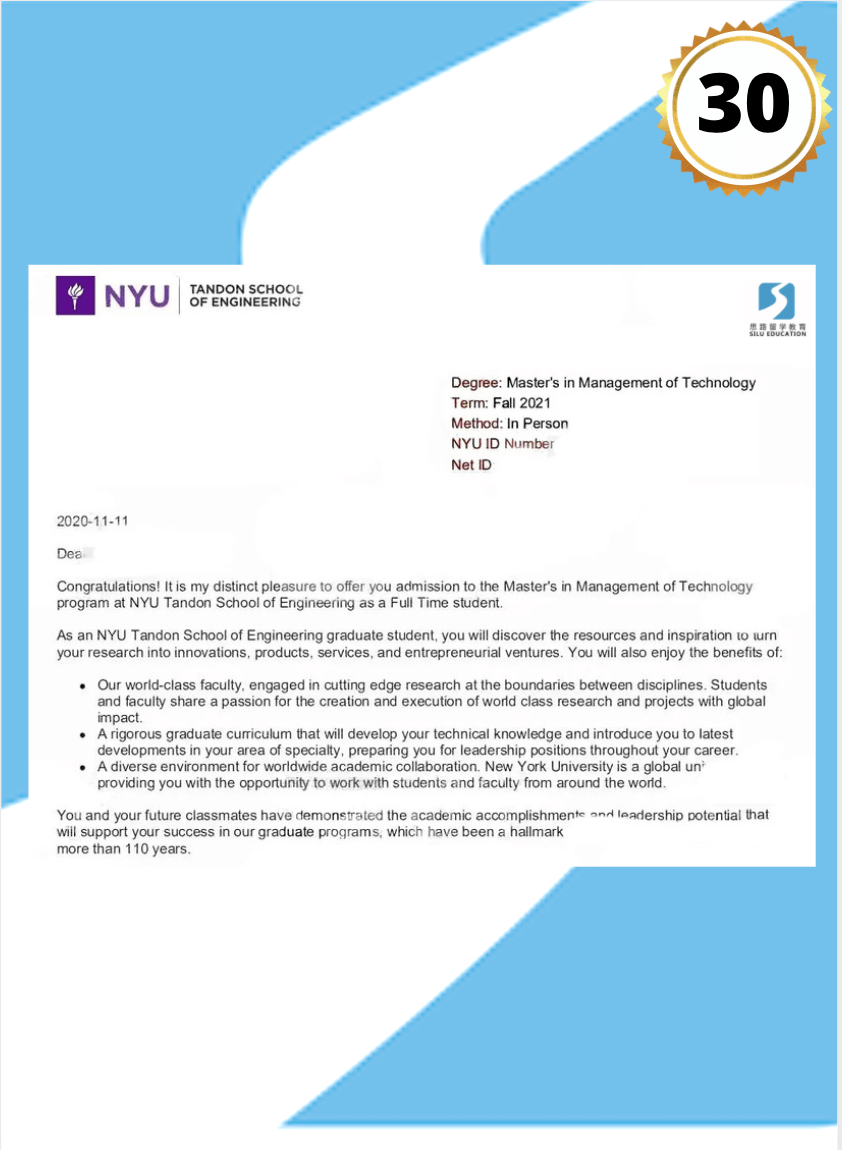 30
NYU
TANDON SCHOOL
OF ENGINEERING
思路留学教育
SILU EDUCATION
Degree: Master's in Management of Technology
Term: Fall 2021
Method: In Person
NYU ID Number
Net ID
2020-11-11
Dea
Congratulations! It is my distinct pleasure to offer you admission to the Master's in Management of Technology
program at NYU Tandon School of Engineering as a Full Time student.
As an NYU Tandon School of Engineering graduate student, you will discover the resources and inspiration to turn
your research into innovations, products, services, and entrepreneurial ventures. You will also enjoy the benefits of:
• Our world-class faculty, engaged in cutting edge research at the boundaries between disciplines. Students
and faculty share a passion for the creation and execution of world class research and projects with global
impact.
• A rigorous graduate curriculum that will develop your technical knowledge and introduce you to latest
developments in your area of specialty, preparing you for leadership positions throughout your career.
• A diverse environment for worldwide academic collaboration. New York University is a global
providing you with the opportunity to work with students and faculty from around the world.
You and your future classmates have demonstrated the academic accomplishments and leadership potential that
will support your success in our graduate programs, which have been a hallmark
more than 110 years.